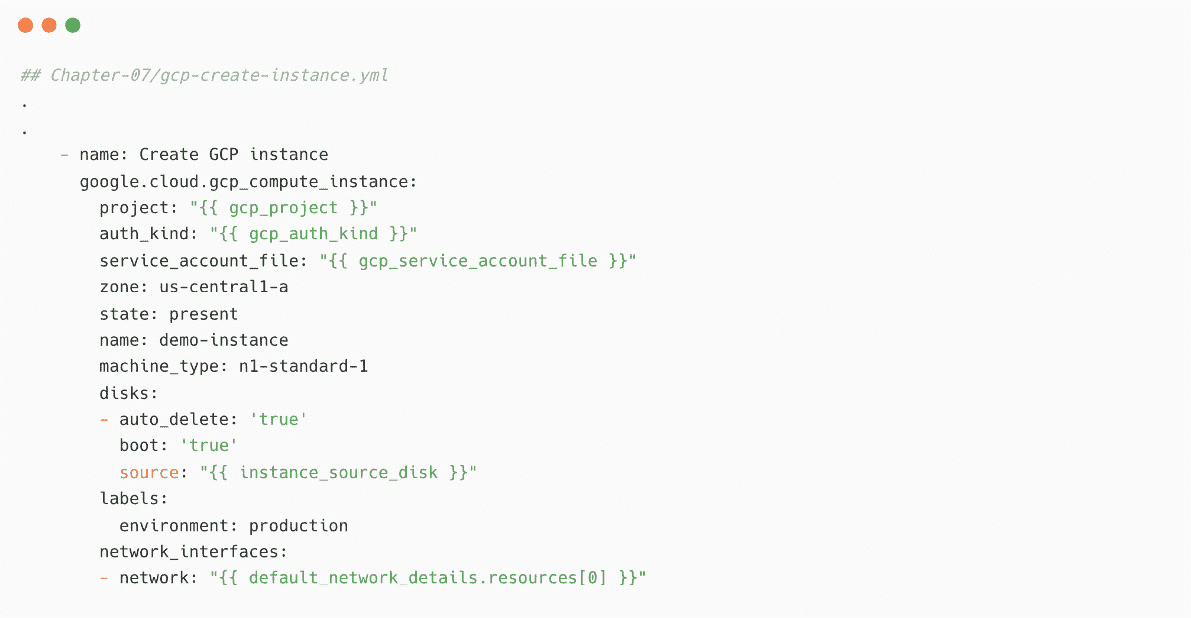 ## Chapter-07/gcp-create-instance.yml
.
.
    - name: Create GCP instance
      google.cloud.gcp_compute_instance:
        project: "{{ gcp_project }}"
        auth_kind: "{{ gcp_auth_kind }}"
        service_account_file: "{{ gcp_service_account_file }}"
        zone: us-central1-a
        state: present
        name: demo-instance
        machine_type: n1-standard-1
        disks:
        - auto_delete: 'true'
          boot: 'true'
          source: "{{ instance_source_disk }}"
        labels:
          environment: production
        network_interfaces:
        - network: "{{ default_network_details.resources[0] }}"